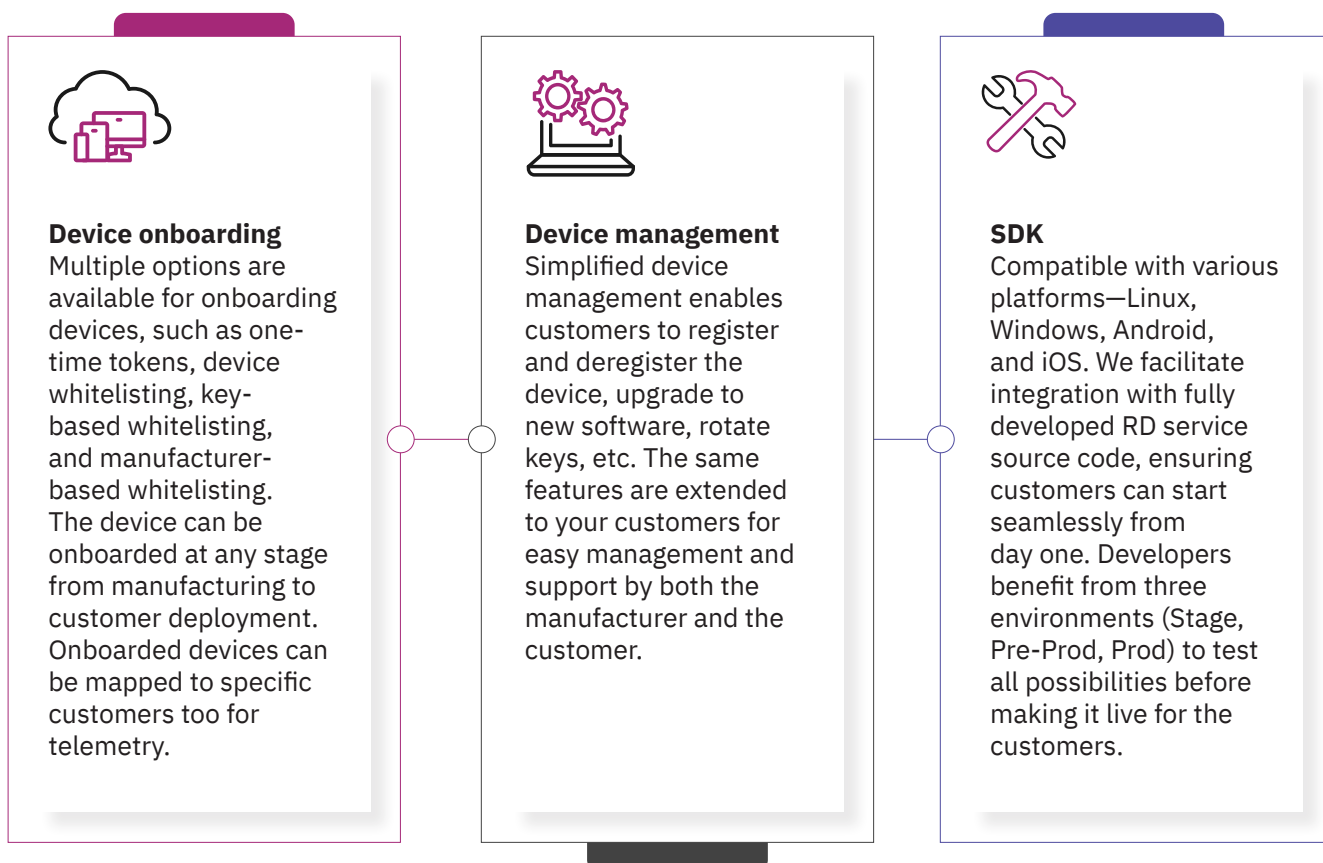 Device onboarding
Multiple options are
available for onboarding
devices, such as one-
time tokens, device
whitelisting, key-
based whitelisting,
and manufacturer-
based whitelisting.
The device can be
onboarded at any stage
from manufacturing to
customer deployment.
Onboarded devices can
be mapped to specific
customers too for
telemetry.
Device management
Simplified device
management enables
customers to register
and deregister the
device, upgrade to
new software, rotate
keys, etc. The same
features are extended
to your customers for
easy management and
support by both the
manufacturer and the
customer.
SDK
Compatible with various
platforms—Linux,
Windows, Android,
and iOS. We facilitate
integration with fully
developed RD service
source code, ensuring
customers can start
seamlessly from
day one. Developers
benefit from three
environments (Stage,
Pre-Prod, Prod) to test
all possibilities before
making it live for the
customers.